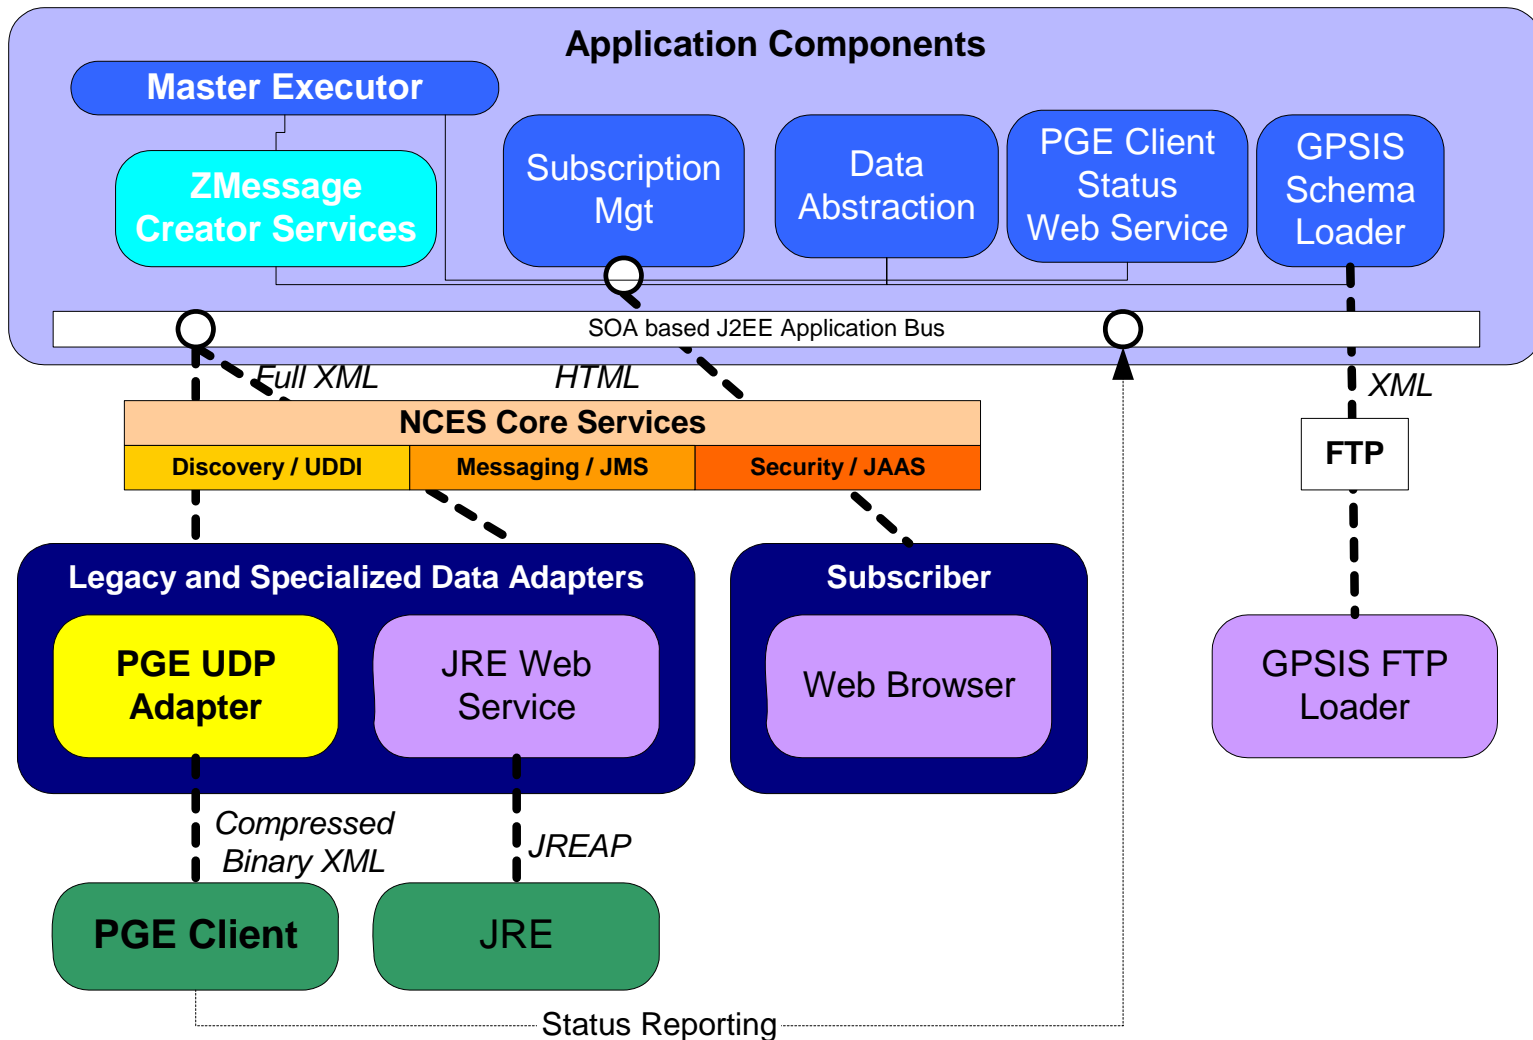 Application Components
Master Executor
ZMessage
Creator Services
Subscription
Mgt
Data
Abstraction
PGE Client
Status
Web Service
GPSIS
Schema
Loader
SOA based J2EE Application Bus
Full XML
HTML
XML
NCES Core Services
Discovery / UDDI
Messaging / JMS
Security / JAAS
FTP
Legacy and Specialized Data Adapters
PGE UDP
Adapter
JRE Web
Service
Subscriber
Web Browser
GPSIS FTP
Loader
Compressed
Binary XML
JREAP
PGE Client
JRE
Status Reporting